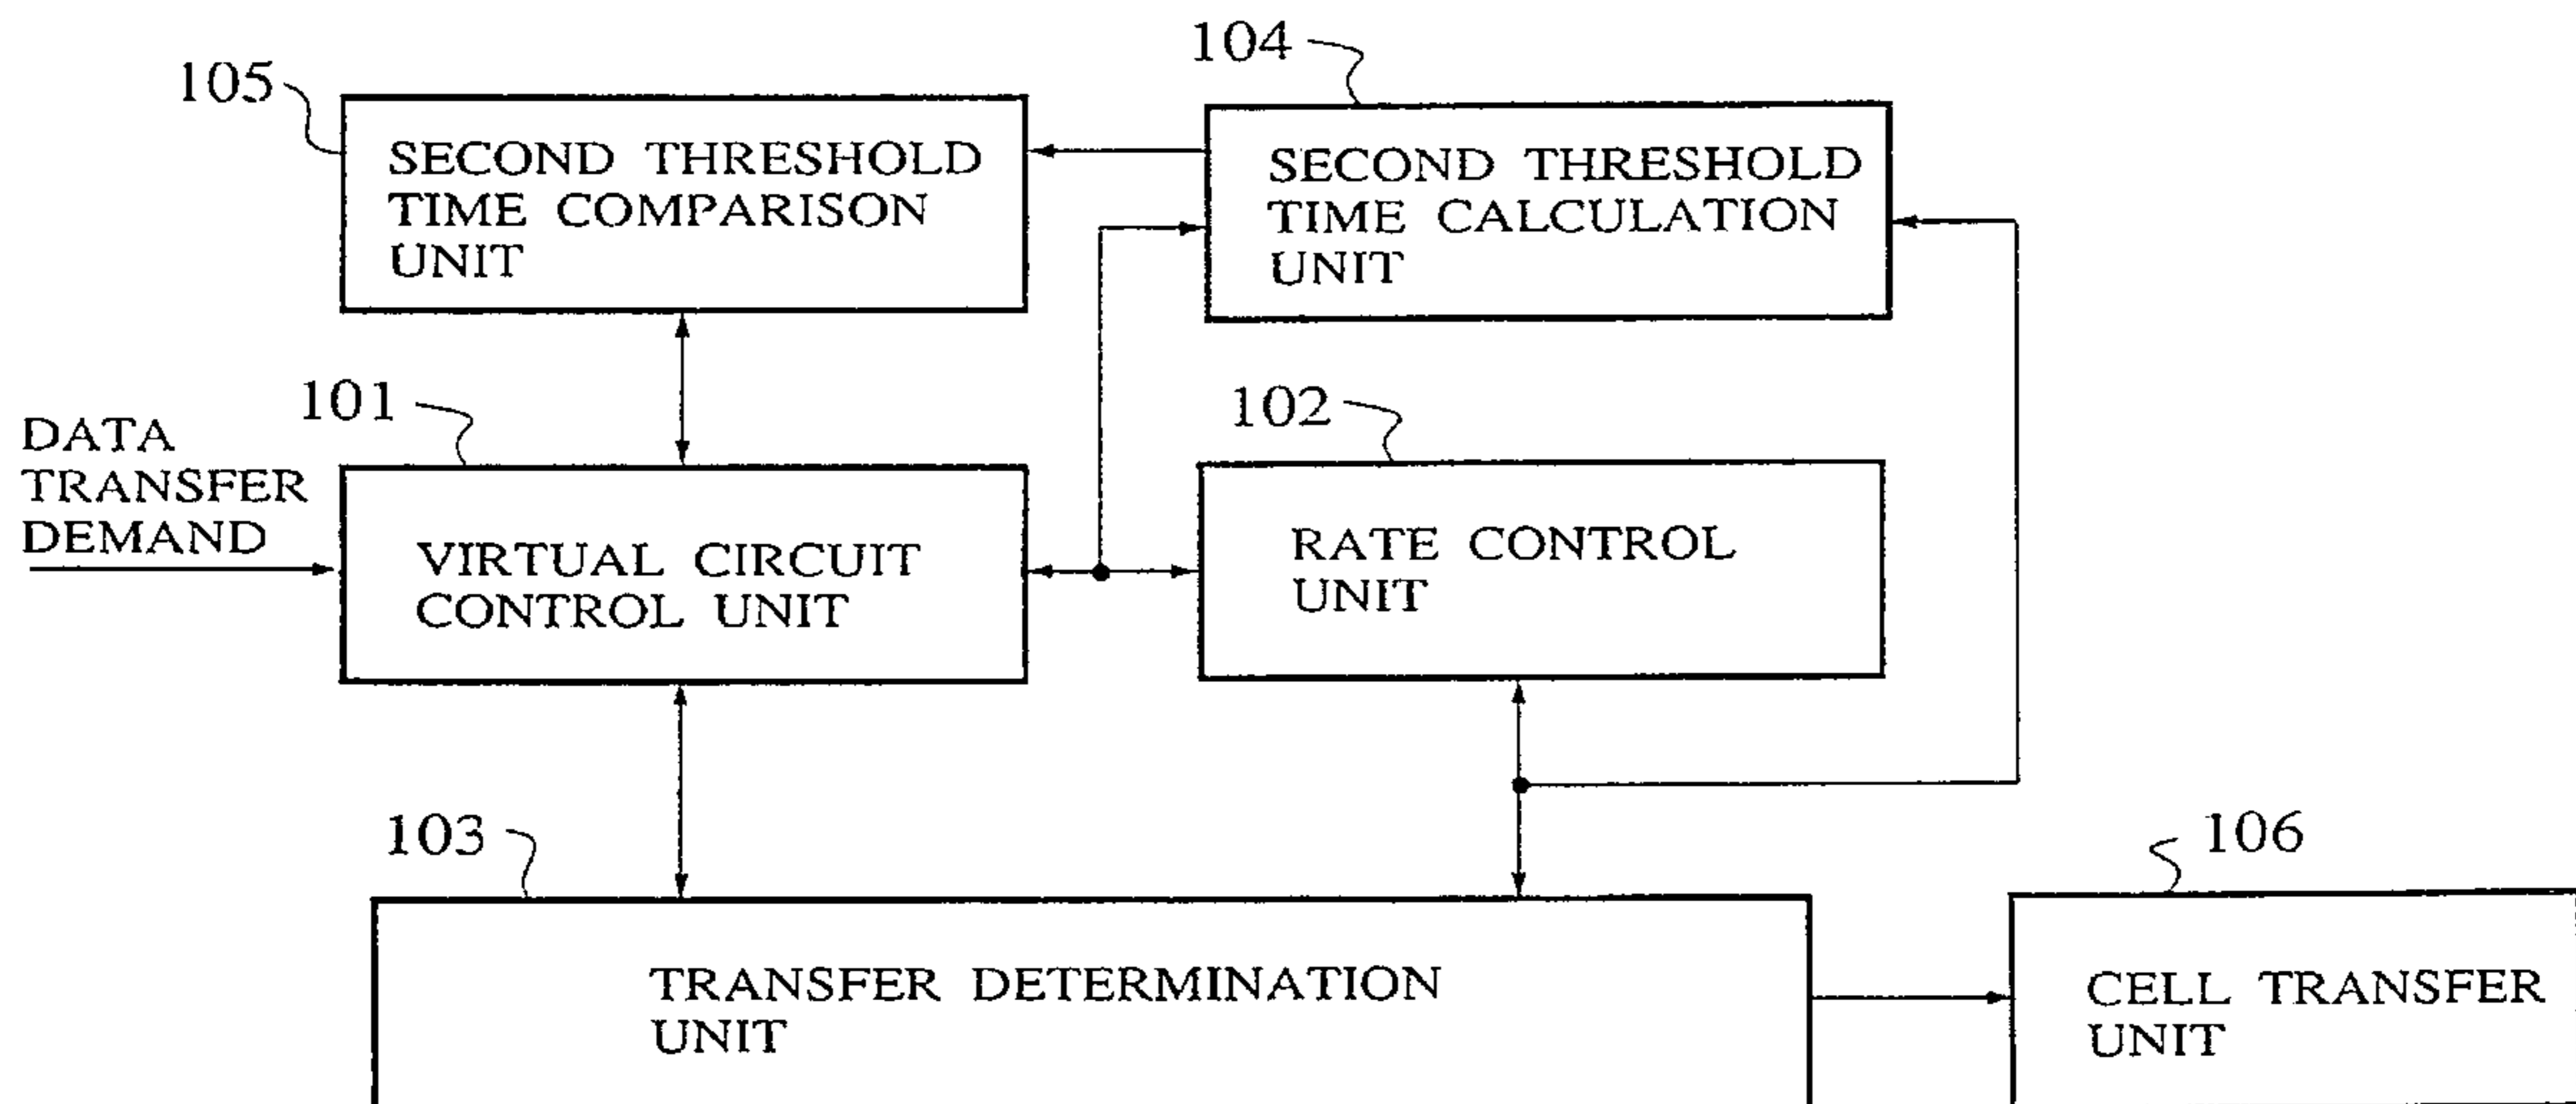 104
105
SECOND THRESHOLD
TIME COMPARISON
UNIT
SECOND THRESHOLD
TIME CALCULATION
UNIT
101
102
DATA
TRANSFER
DEMAND
VIRTUAL CIRCUIT
CONTROL UNIT
RATE CONTROL
UNIT
103
106
TRANSFER DETERMINATION
UNIT
CELL TRANSFER
UNIT